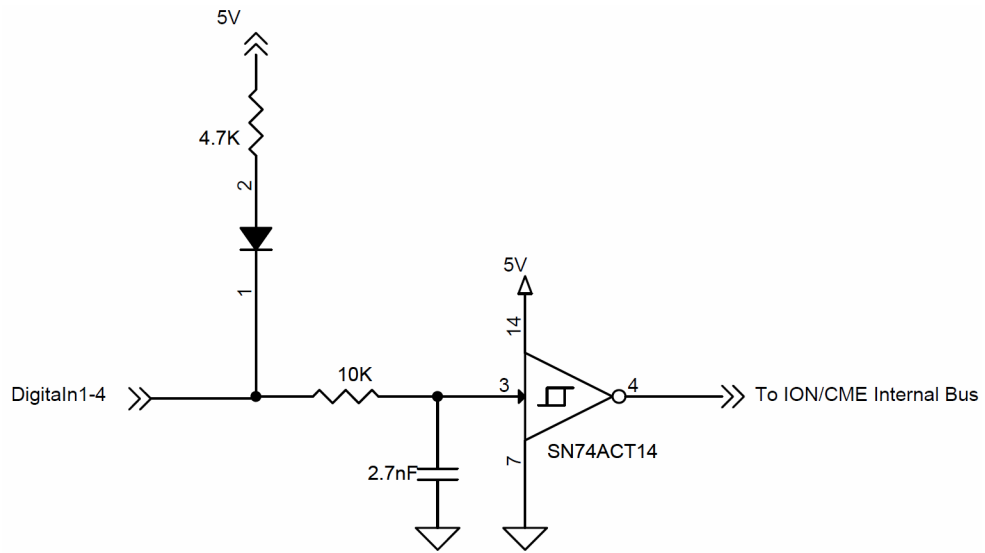 5V
4.7K
2
1
5V
14
DigitaIn1-4
10K
3
4
To ION/CME Internal Bus
SN74ACT14
7
2.7nF